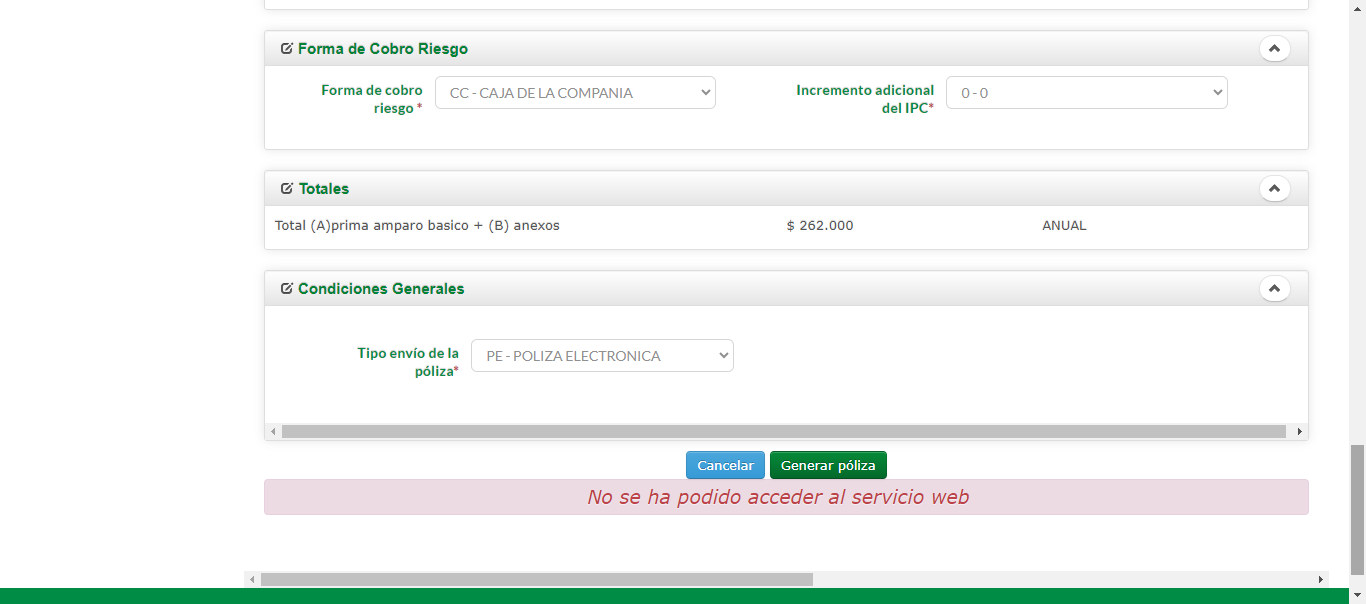 Forma de Cobro Riesgo
Forma de cobro riesgo *
CC - CAJA DE LA COMPANIA
Incremento adicional del IPC*
0 - 0
Totales
Total (A)prima amparo basico + (B) anexos $ 262.000 ANUAL
Condiciones Generales
Tipo envío de la póliza*
PE - POLIZA ELECTRONICA
Cancelar Generar póliza
No se ha podido acceder al servicio web